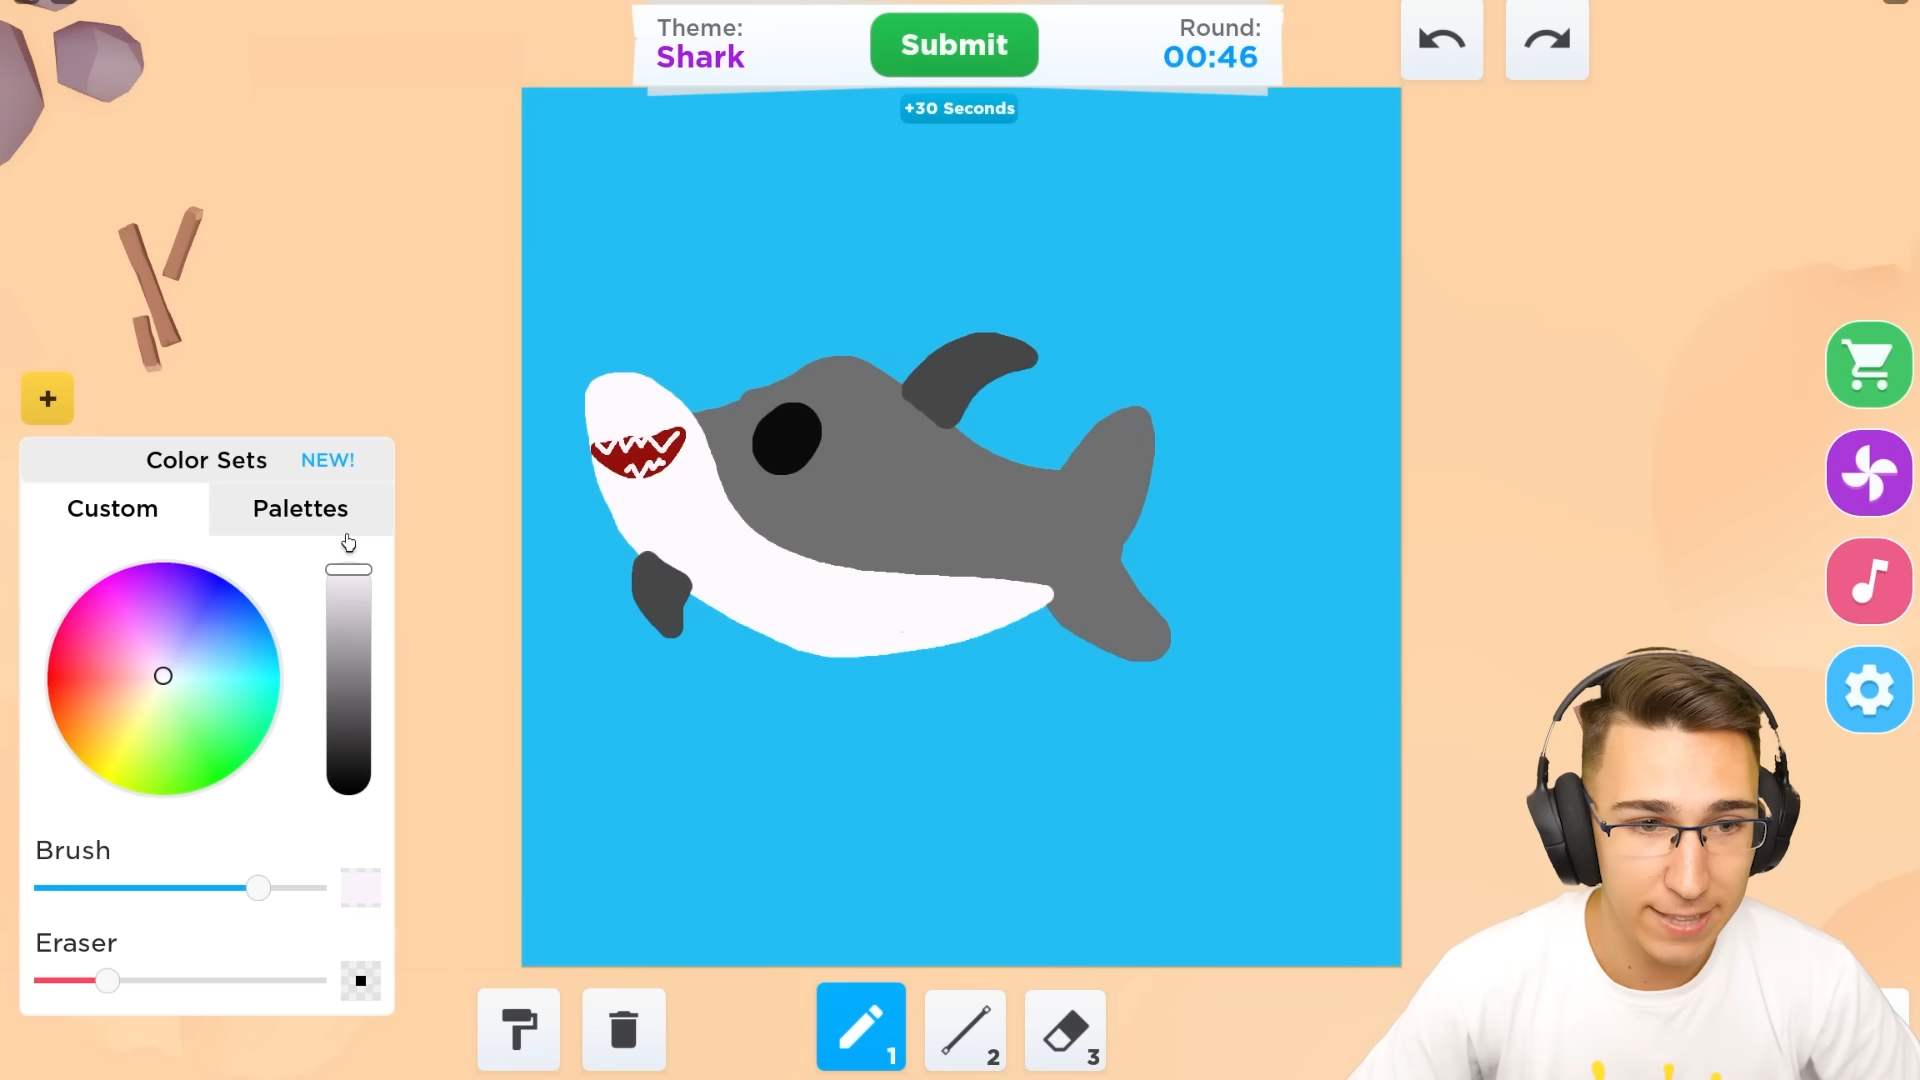 Theme:
Shark
Submit
Round:
00:46
+30 Seconds
+
Color Sets NEW!
Custom
Palettes
Brush
Eraser
1
2
3